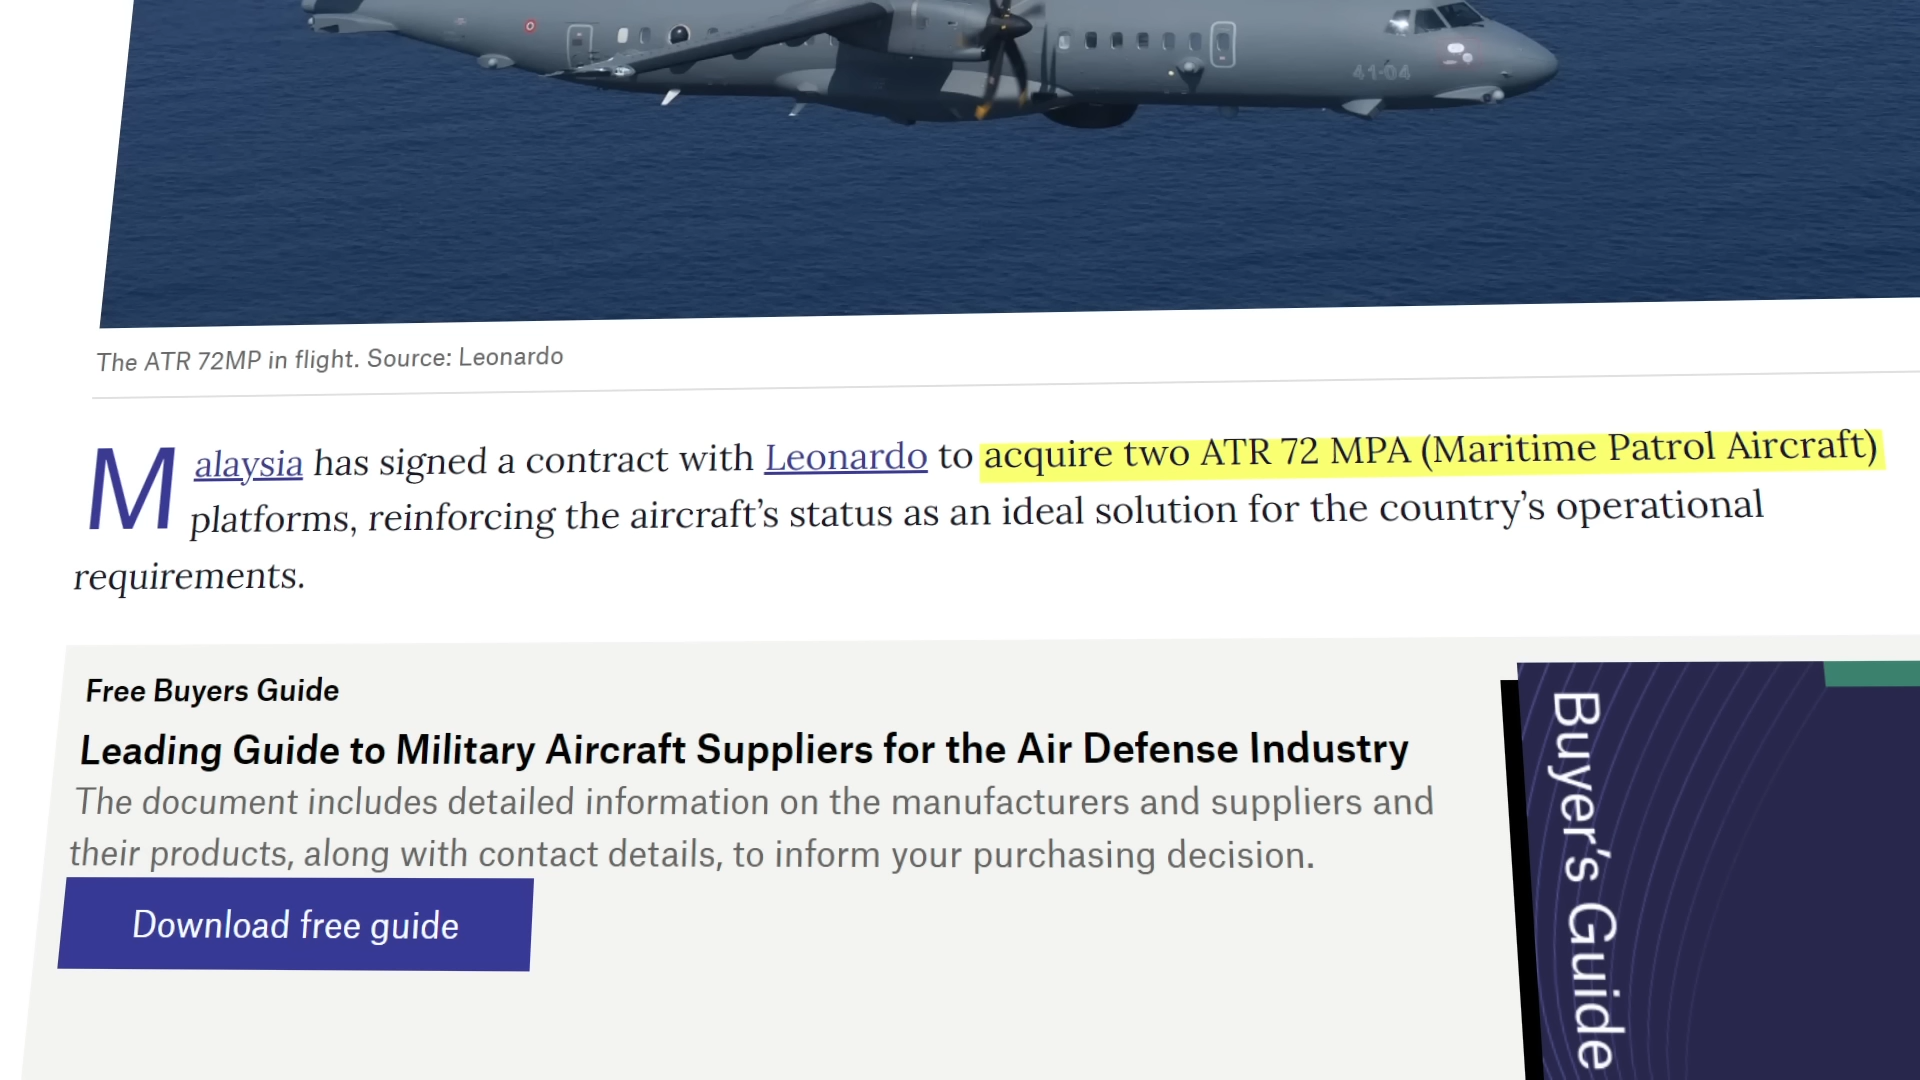 41-04
The ATR 72MP in flight. Source: Leonardo
Malaysia has signed a contract with Leonardo to acquire two ATR 72 MPA (Maritime Patrol Aircraft)
platforms, reinforcing the aircraft’s status as an ideal solution for the country’s operational
requirements.
Free Buyers Guide
Leading Guide to Military Aircraft Suppliers for the Air Defense Industry
The document includes detailed information on the manufacturers and suppliers and
their products, along with contact details, to inform your purchasing decision.
Download free guide
Buyer’s Guide